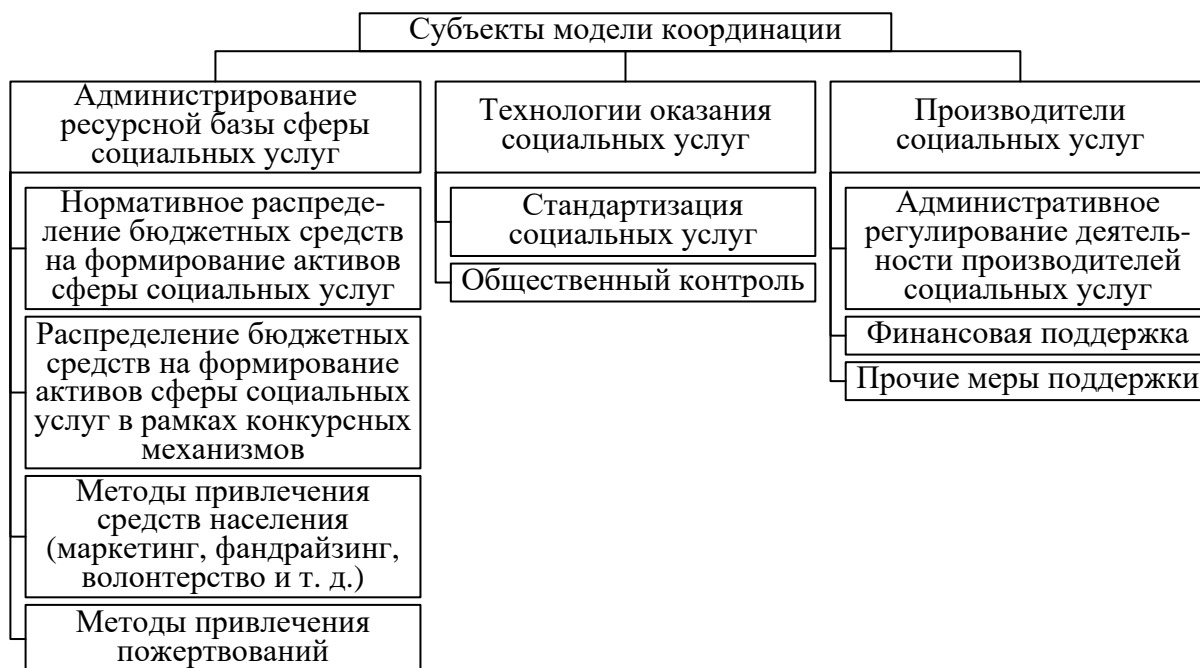 Субъекты модели координации
Администрирование
ресурсной базы сферы
социальных услуг
Нормативное распреде-
ление бюджетных средств
на формирование активов
сферы социальных услуг
Распределение бюджетных
средств на формирование
активов сферы социальных
услуг в рамках конкурсных
механизмов
Методы привлечения
средств населения
(маркетинг, фандрайзинг,
волонтерство и т. д.)
Методы привлечения
пожертвований
Технологии оказания
социальных услуг
Стандартизация
социальных услуг
Общественный контроль
Производители
социальных услуг
Административное
регулирование деятель-
ности производителей
социальных услуг
Финансовая поддержка
Прочие меры поддержки